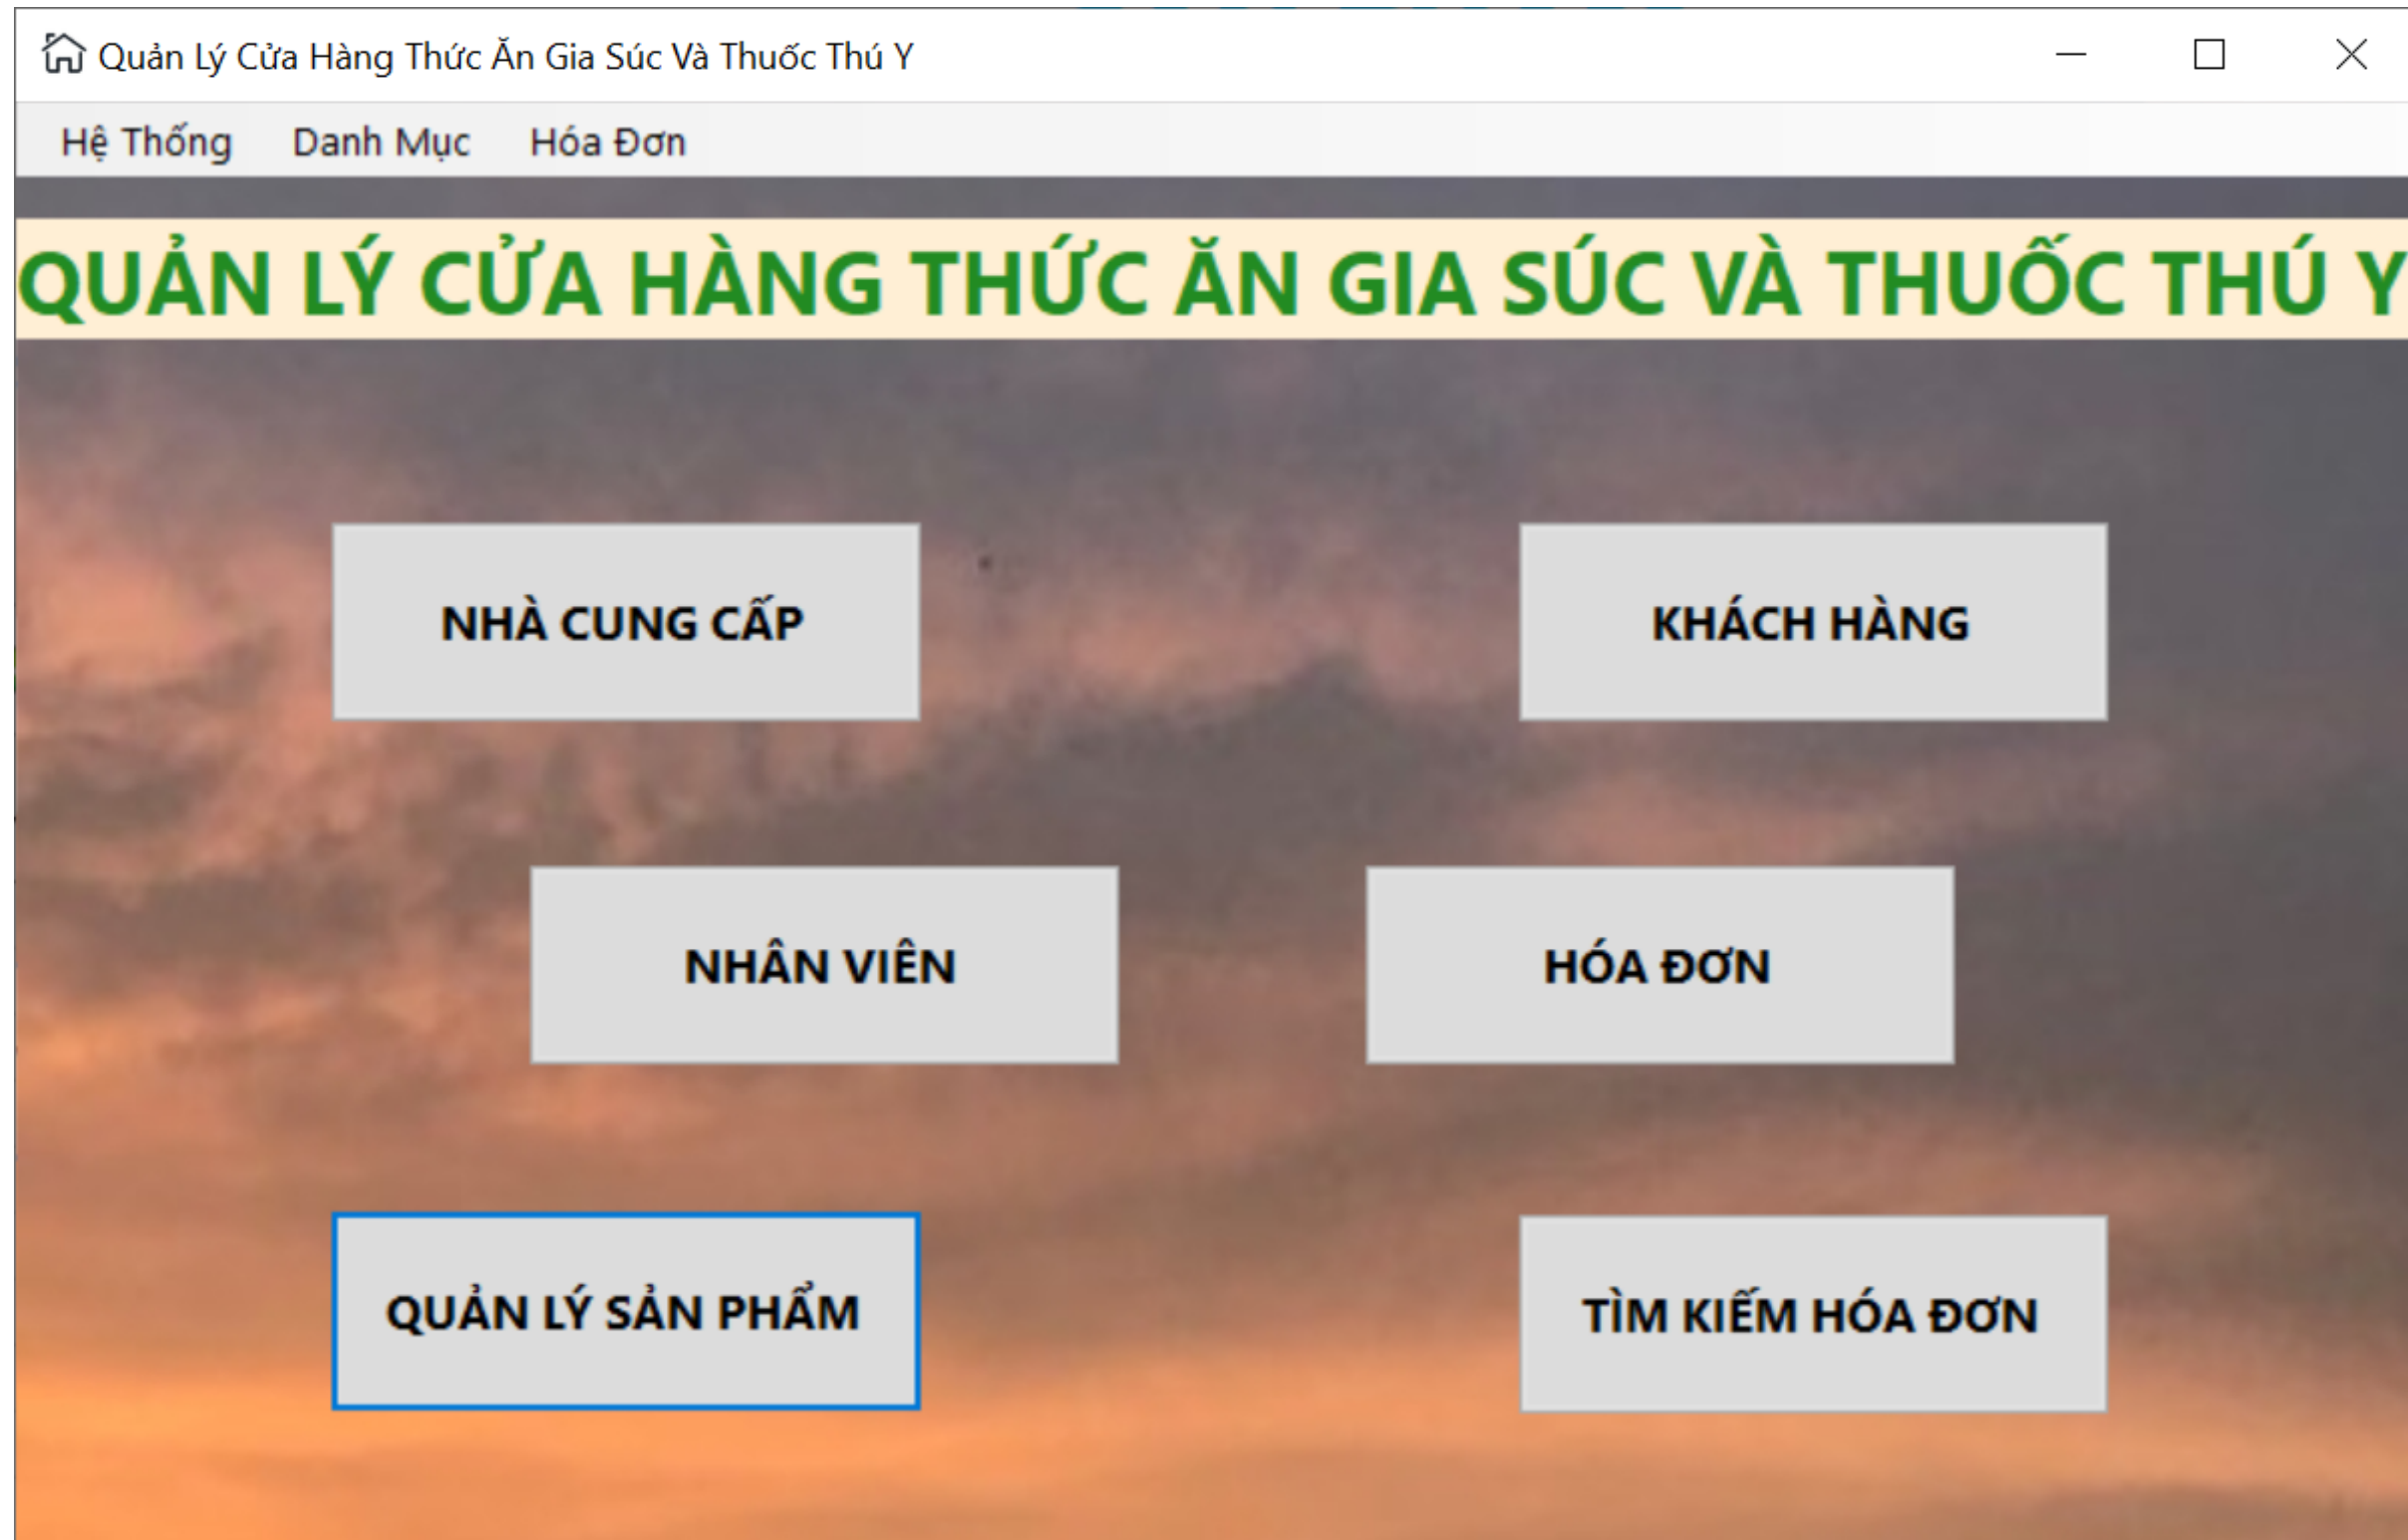 Quản Lý Cửa Hàng Thức Ăn Gia Súc Và Thuốc Thú Y
Hệ Thống Danh Mục Hóa Đơn
QUẢN LÝ CỬA HÀNG THỨC ĂN GIA SÚC VÀ THUỐC THÚ Y
NHÀ CUNG CẤP
KHÁCH HÀNG
NHÂN VIÊN
HÓA ĐƠN
QUẢN LÝ SẢN PHẨM
TÌM KIẾM HÓA ĐƠN